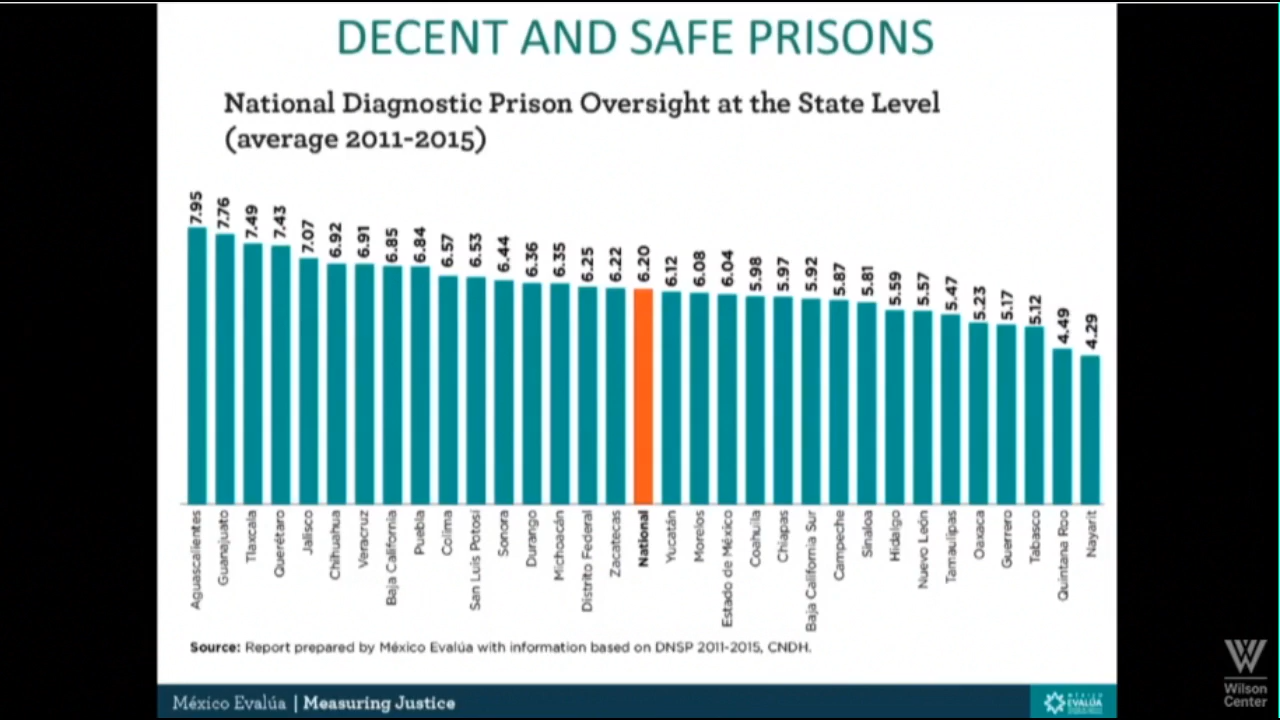 DECENT AND SAFE PRISONS
National Diagnostic Prison Oversight at the State Level
(average 2011-2015)
7.95
7.76
7.49
7.43
7.07
6.92
6.91
6.85
6.84
6.57
6.53
6.44
6.36
6.35
6.25
6.22
6.20
6.12
6.08
6.04
5.98
5.97
5.92
5.87
5.81
5.59
5.57
5.47
5.23
5.17
5.12
4.49
4.29
Aguascalientes
Guanajuato
Tlaxcala
Querétaro
Jalisco
Chihuahua
Veracruz
Baja California
Puebla
Colima
San Luis Potosí
Sonora
Durango
Michoacán
Distrito Federal
Zacatecas
National
Yucatán
Morelos
Estado de México
Coahuila
Chiapas
Baja California Sur
Campeche
Sinaloa
Hidalgo
Nuevo León
Tamaulipas
Oaxaca
Guerrero
Tabasco
Quintana Roo
Nayarit
Source: Report prepared by México Evalúa with information based on DNSP 2011-2015, CNDH.
México Evalúa | Measuring Justice
MÉXICO
EVALÚA
Wilson
Center